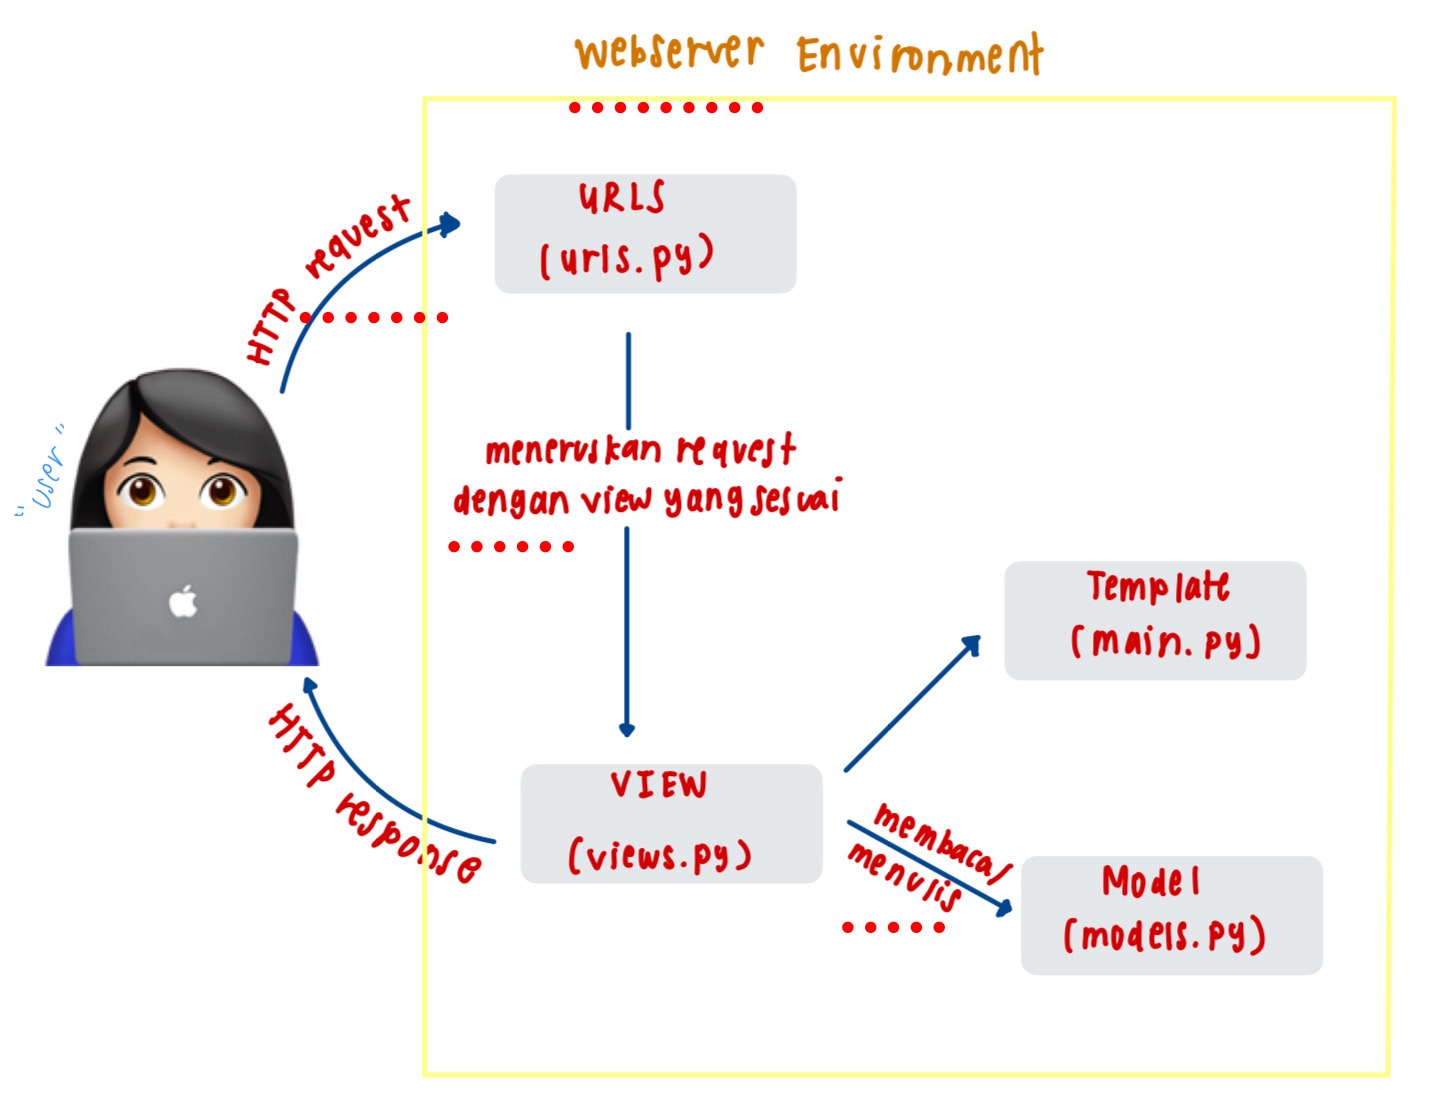 Webserver Environment
URLS
(urls.py)
HTTP request
"User"
meneruskan request
dengan view yang sesuai
Template
(main.py)
VIEW
(views.py)
HTTP response
membaca/
menulis
Model
(models.py)